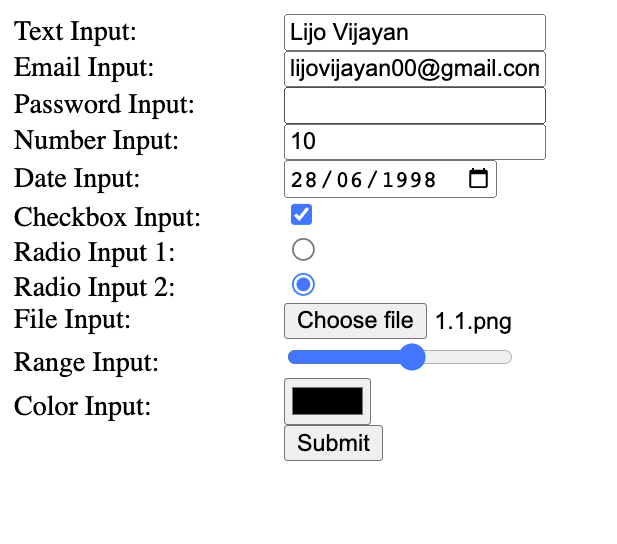 Text Input: Lijo Vijayan
Email Input: lijovijayan00@gmail.com
Password Input:
Number Input: 10
Date Input: 28/06/1998
Checkbox Input:
Radio Input 1:
Radio Input 2:
File Input: Choose file 1.1.png
Range Input:
Color Input:
Submit